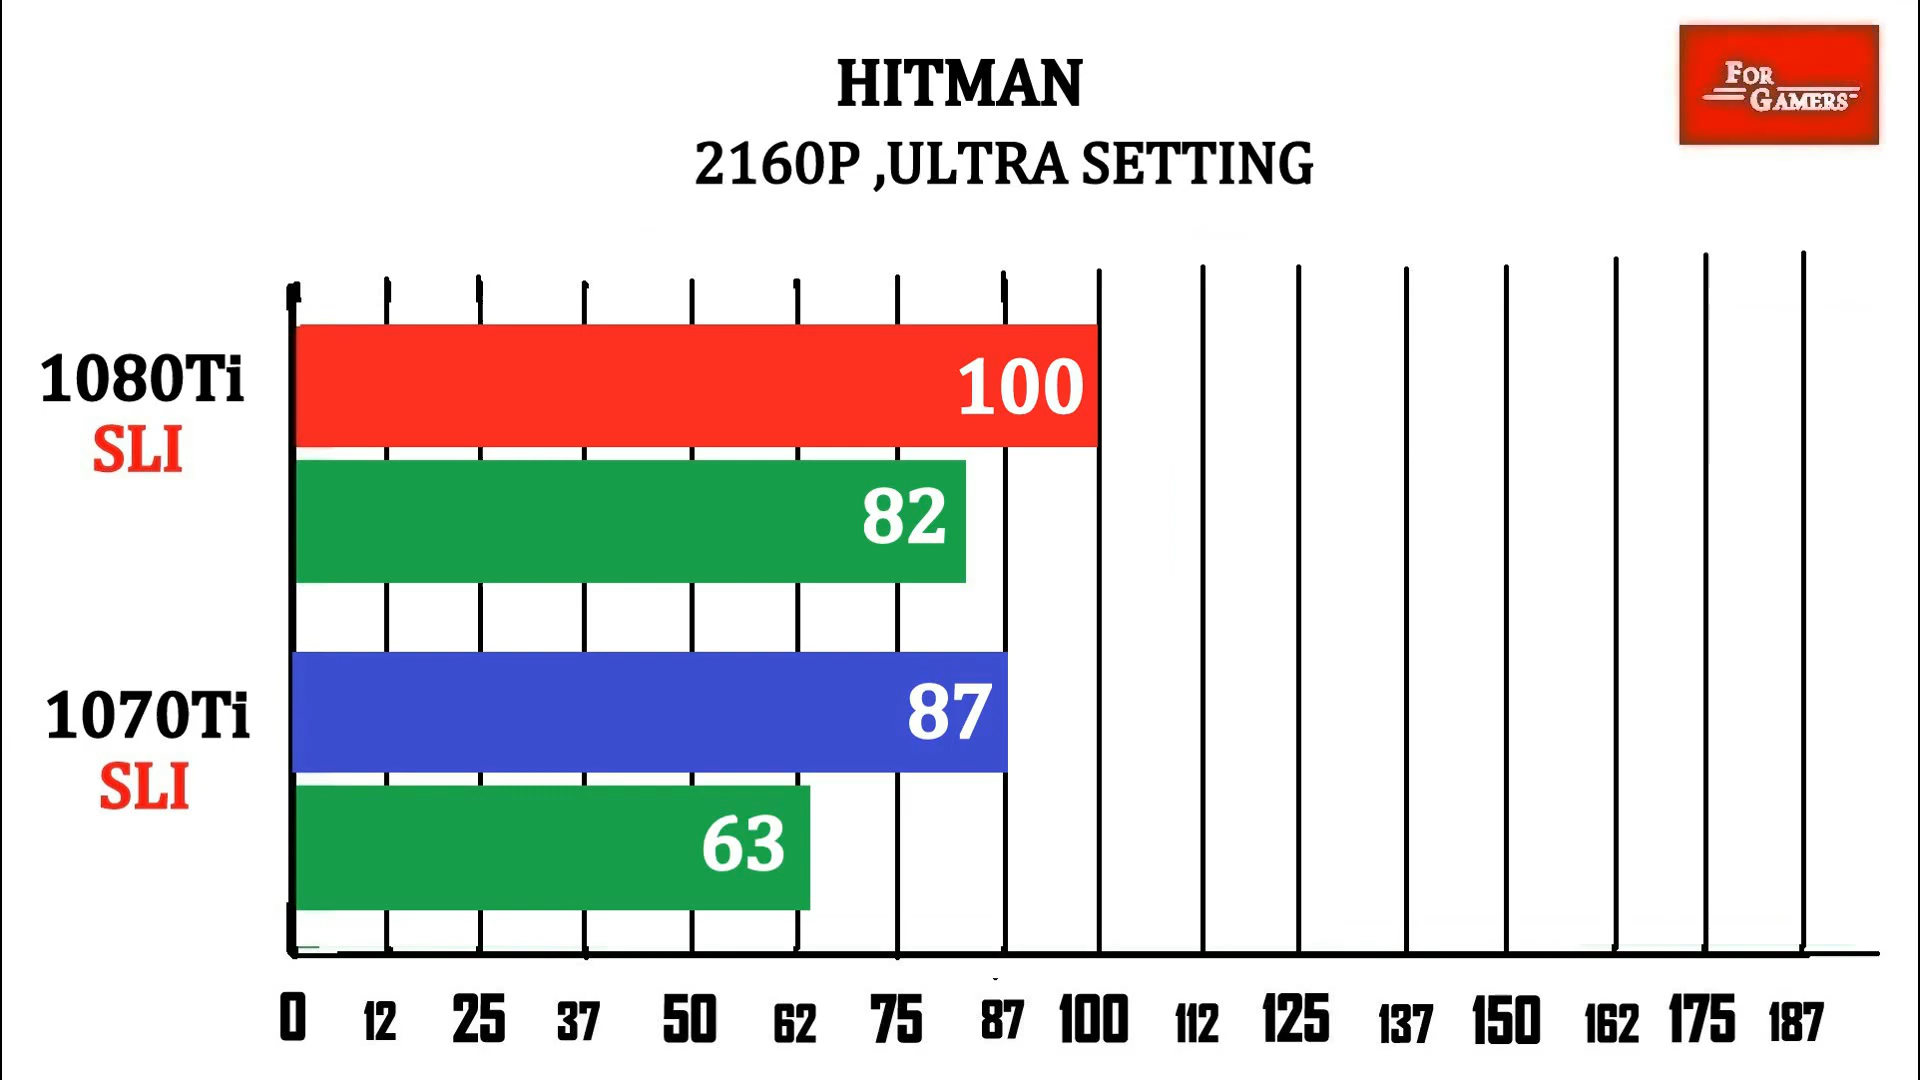 HITMAN
2160P ,ULTRA SETTING
FOR
GAMERS
1080Ti
SLI
100
82
1070Ti
SLI
87
63
0 12 25 37 50 62 75 87 100 112 125 137 150 162 175 187